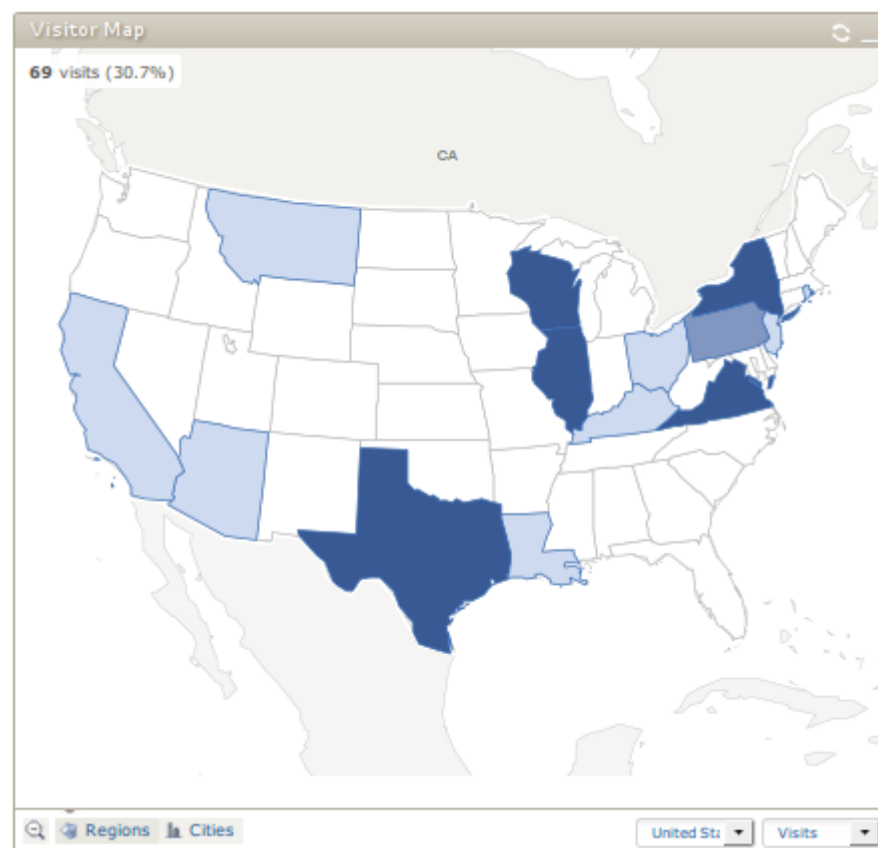 Visitor Map
69 visits (30.7%)
CA
Regions Cities
United Sta Visits